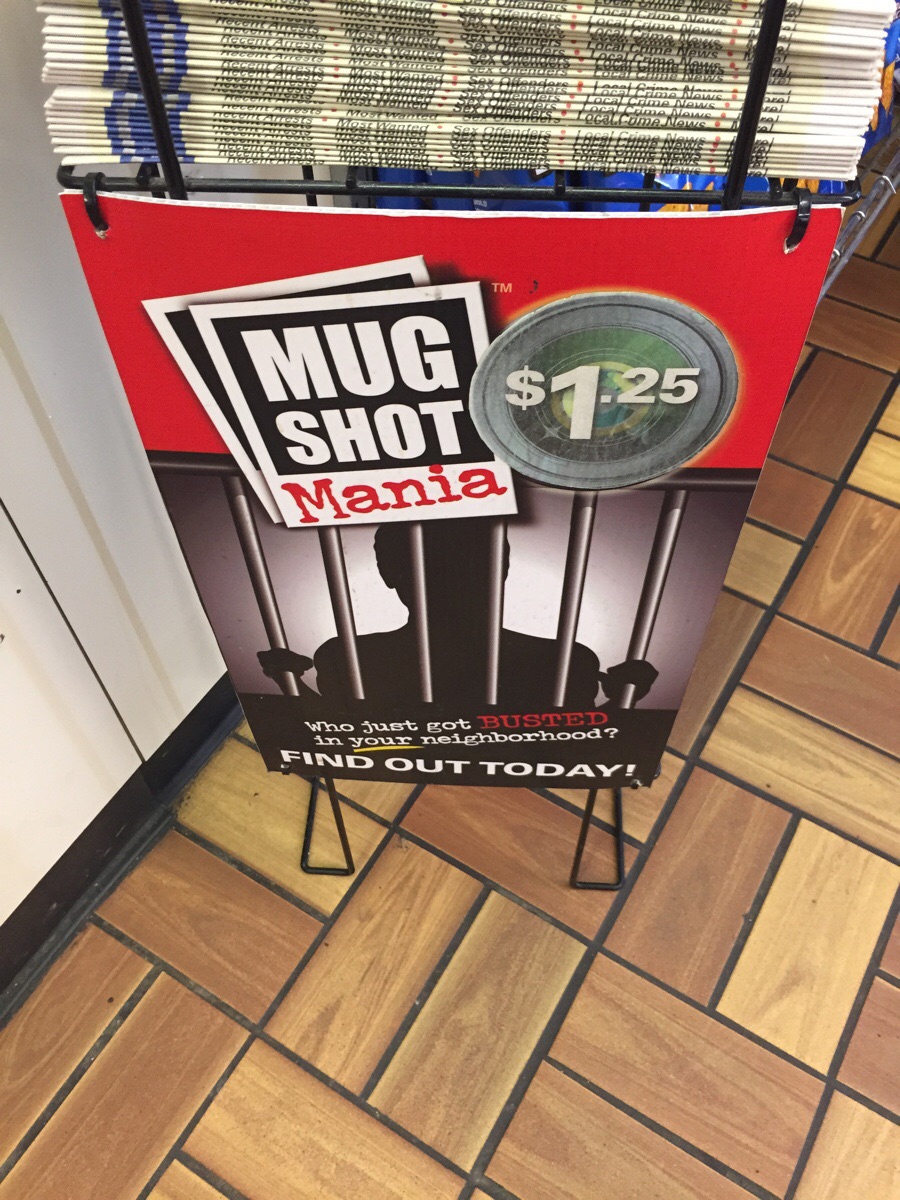 Recent Arrests Most Wanted Sex Offenders Local Crime News
MUG
SHOT
Mania
TM
$1.25
Who just got BUSTED
in your neighborhood?
FIND OUT TODAY!